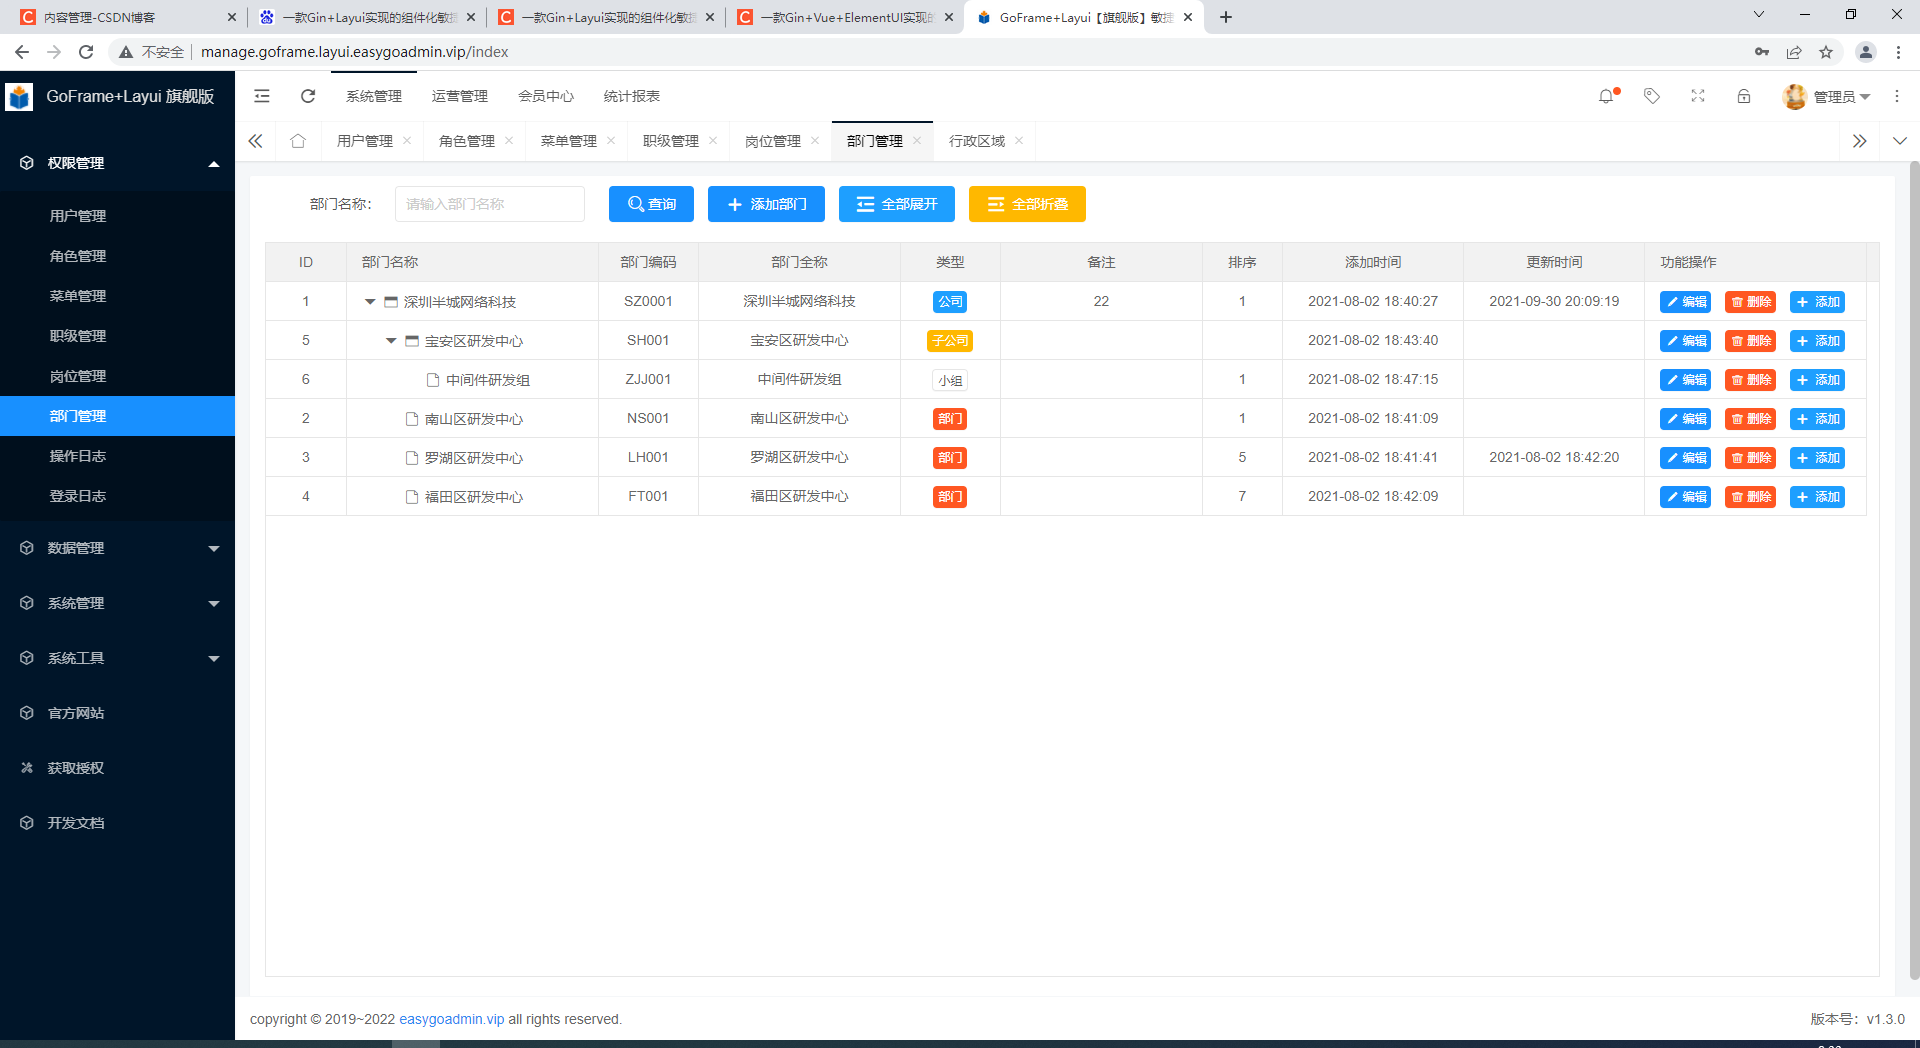 内容管理-CSDN博客
一款Gin+Layui实现的组件化敏捷
一款Gin+Layui实现的组件化敏捷
一款Gin+Vue+ElementUI实现的
GoFrame+Layui【旗舰版】敏捷
不安全 manage.goframe.layui.easygoadmin.vip/index
GoFrame+Layui 旗舰版
系统管理 运营管理 会员中心 统计报表
管理员
用户管理 角色管理 菜单管理 职级管理 岗位管理 部门管理 行政区域
权限管理
用户管理
角色管理
菜单管理
职级管理
岗位管理
部门管理
操作日志
登录日志
数据管理
系统管理
系统工具
官方网站
获取授权
开发文档
部门名称： 请输入部门名称 查询 添加部门 全部展开 全部折叠
ID 部门名称 部门编码 部门全称 类型 备注 排序 添加时间 更新时间 功能操作
1 深圳半城网络科技 SZ0001 深圳半城网络科技 公司 22 1 2021-08-02 18:40:27 2021-09-30 20:09:19 编辑 删除 添加
5 宝安区研发中心 SH001 宝安区研发中心 子公司 2021-08-02 18:43:40 编辑 删除 添加
6 中间件研发组 ZJJ001 中间件研发组 小组 1 2021-08-02 18:47:15 编辑 删除 添加
2 南山区研发中心 NS001 南山区研发中心 部门 1 2021-08-02 18:41:09 编辑 删除 添加
3 罗湖区研发中心 LH001 罗湖区研发中心 部门 5 2021-08-02 18:41:41 2021-08-02 18:42:20 编辑 删除 添加
4 福田区研发中心 FT001 福田区研发中心 部门 7 2021-08-02 18:42:09 编辑 删除 添加
copyright © 2019~2022 easygoadmin.vip all rights reserved.
版本号：v1.3.0